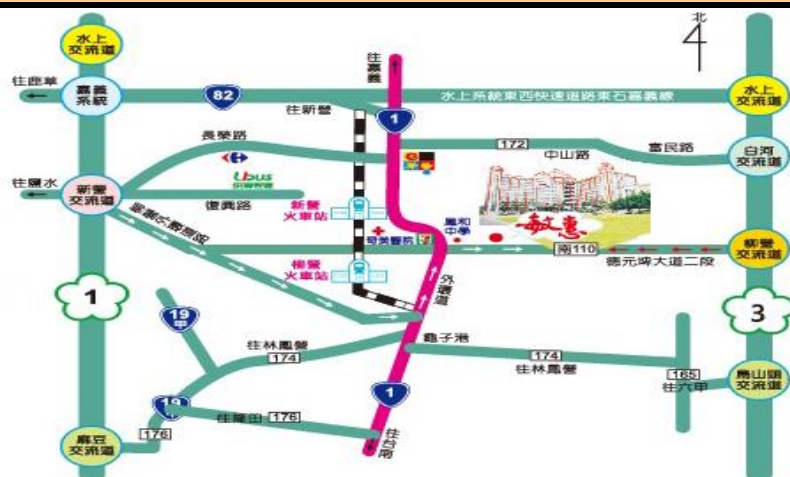 北
水上
交流道
往
嘉
義
往鹿草
嘉義
系統
82
水上系統東西快速道路東石嘉義線
水上
交流道
往新營
1
長榮路
172
中山路
富民路
白河
交流道
Ubus
往鹽水
新營
交流道
復興路
新營
火車站
敏惠
鳳和
中學
奇美醫院
7
南110
柳營
交流道
德元埤大道二段
柳營
火車站
外
環
道
1
3
19
甲
龜子港
往林鳳營
174
174
往林鳳營
165
往六甲
烏山頭
交流道
1
19
往隆田
176
176
麻豆
交流道
往
台
南